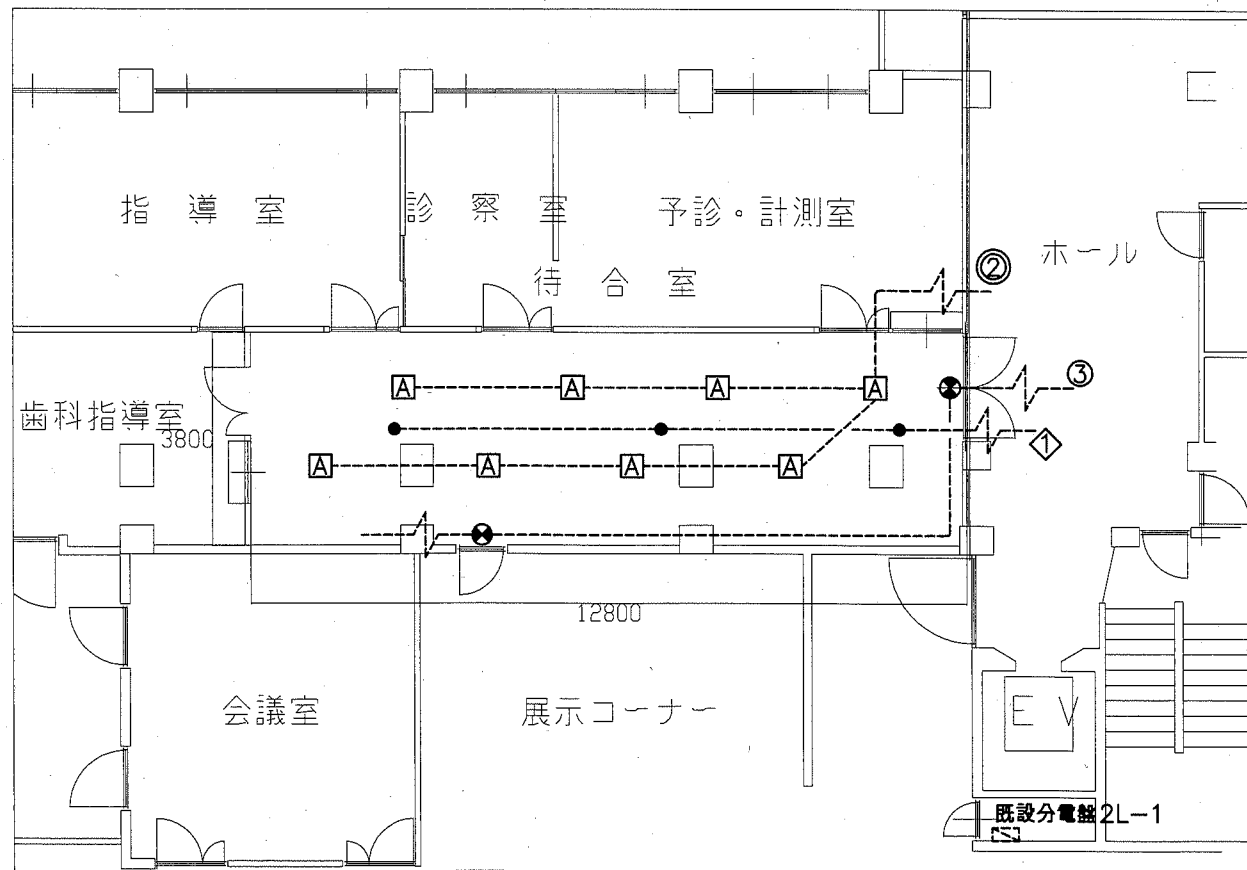 指導室
診察室
予診・計測室
ホール
待合室
②
③
A A A A
歯科指導室
3800
1
A A A A
12800
会議室
展示コーナー
EV
既設分電盤2L-1